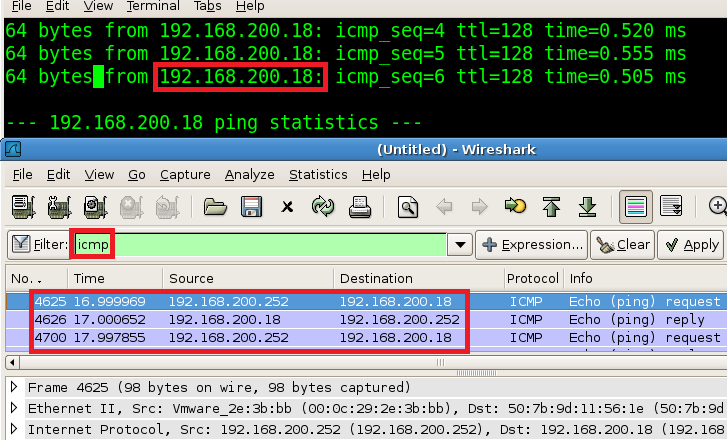 File Edit View Terminal Tabs Help
64 bytes from 192.168.200.18: icmp_seq=4 ttl=128 time=0.520 ms
64 bytes from 192.168.200.18: icmp_seq=5 ttl=128 time=0.555 ms
64 bytes from 192.168.200.18: icmp_seq=6 ttl=128 time=0.505 ms
--- 192.168.200.18 ping statistics ---
(Untitled) - Wireshark
File Edit View Go Capture Analyze Statistics Help
Filter: icmp Expression... Clear Apply
No. Time Source Destination Protocol Info
4625 16.999969 192.168.200.252 192.168.200.18 ICMP Echo (ping) request
4626 17.000652 192.168.200.18 192.168.200.252 ICMP Echo (ping) reply
4700 17.997855 192.168.200.252 192.168.200.18 ICMP Echo (ping) request
Frame 4625 (98 bytes on wire, 98 bytes captured)
Ethernet II, Src: Vmware_2e:3b:bb (00:0c:29:2e:3b:bb), Dst: 50:7b:9d:11:56:1e (50:7b:9d
Internet Protocol, Src: 192.168.200.252 (192.168.200.252), Dst: 192.168.200.18 (192.168